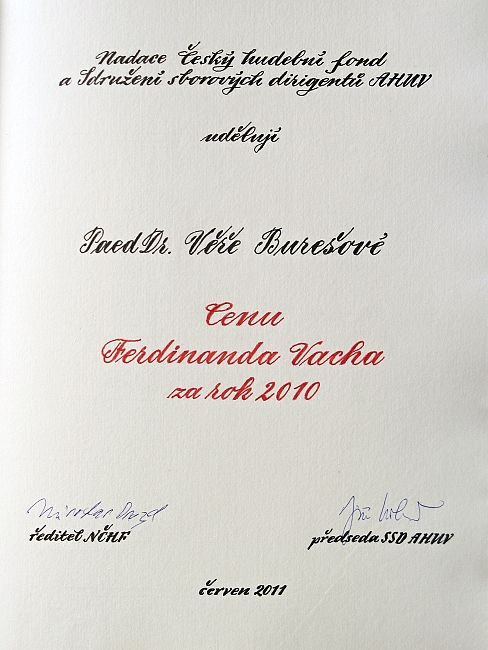 Nadace Český hudební fond
a Sdružení sborových dirigentů AHUV
udělují
PaedDr. Věře Burešové
Cenu
Ferdinanda Vacha
za rok 2010
ředitel NČHF
předseda SSD AHUV
červen 2011